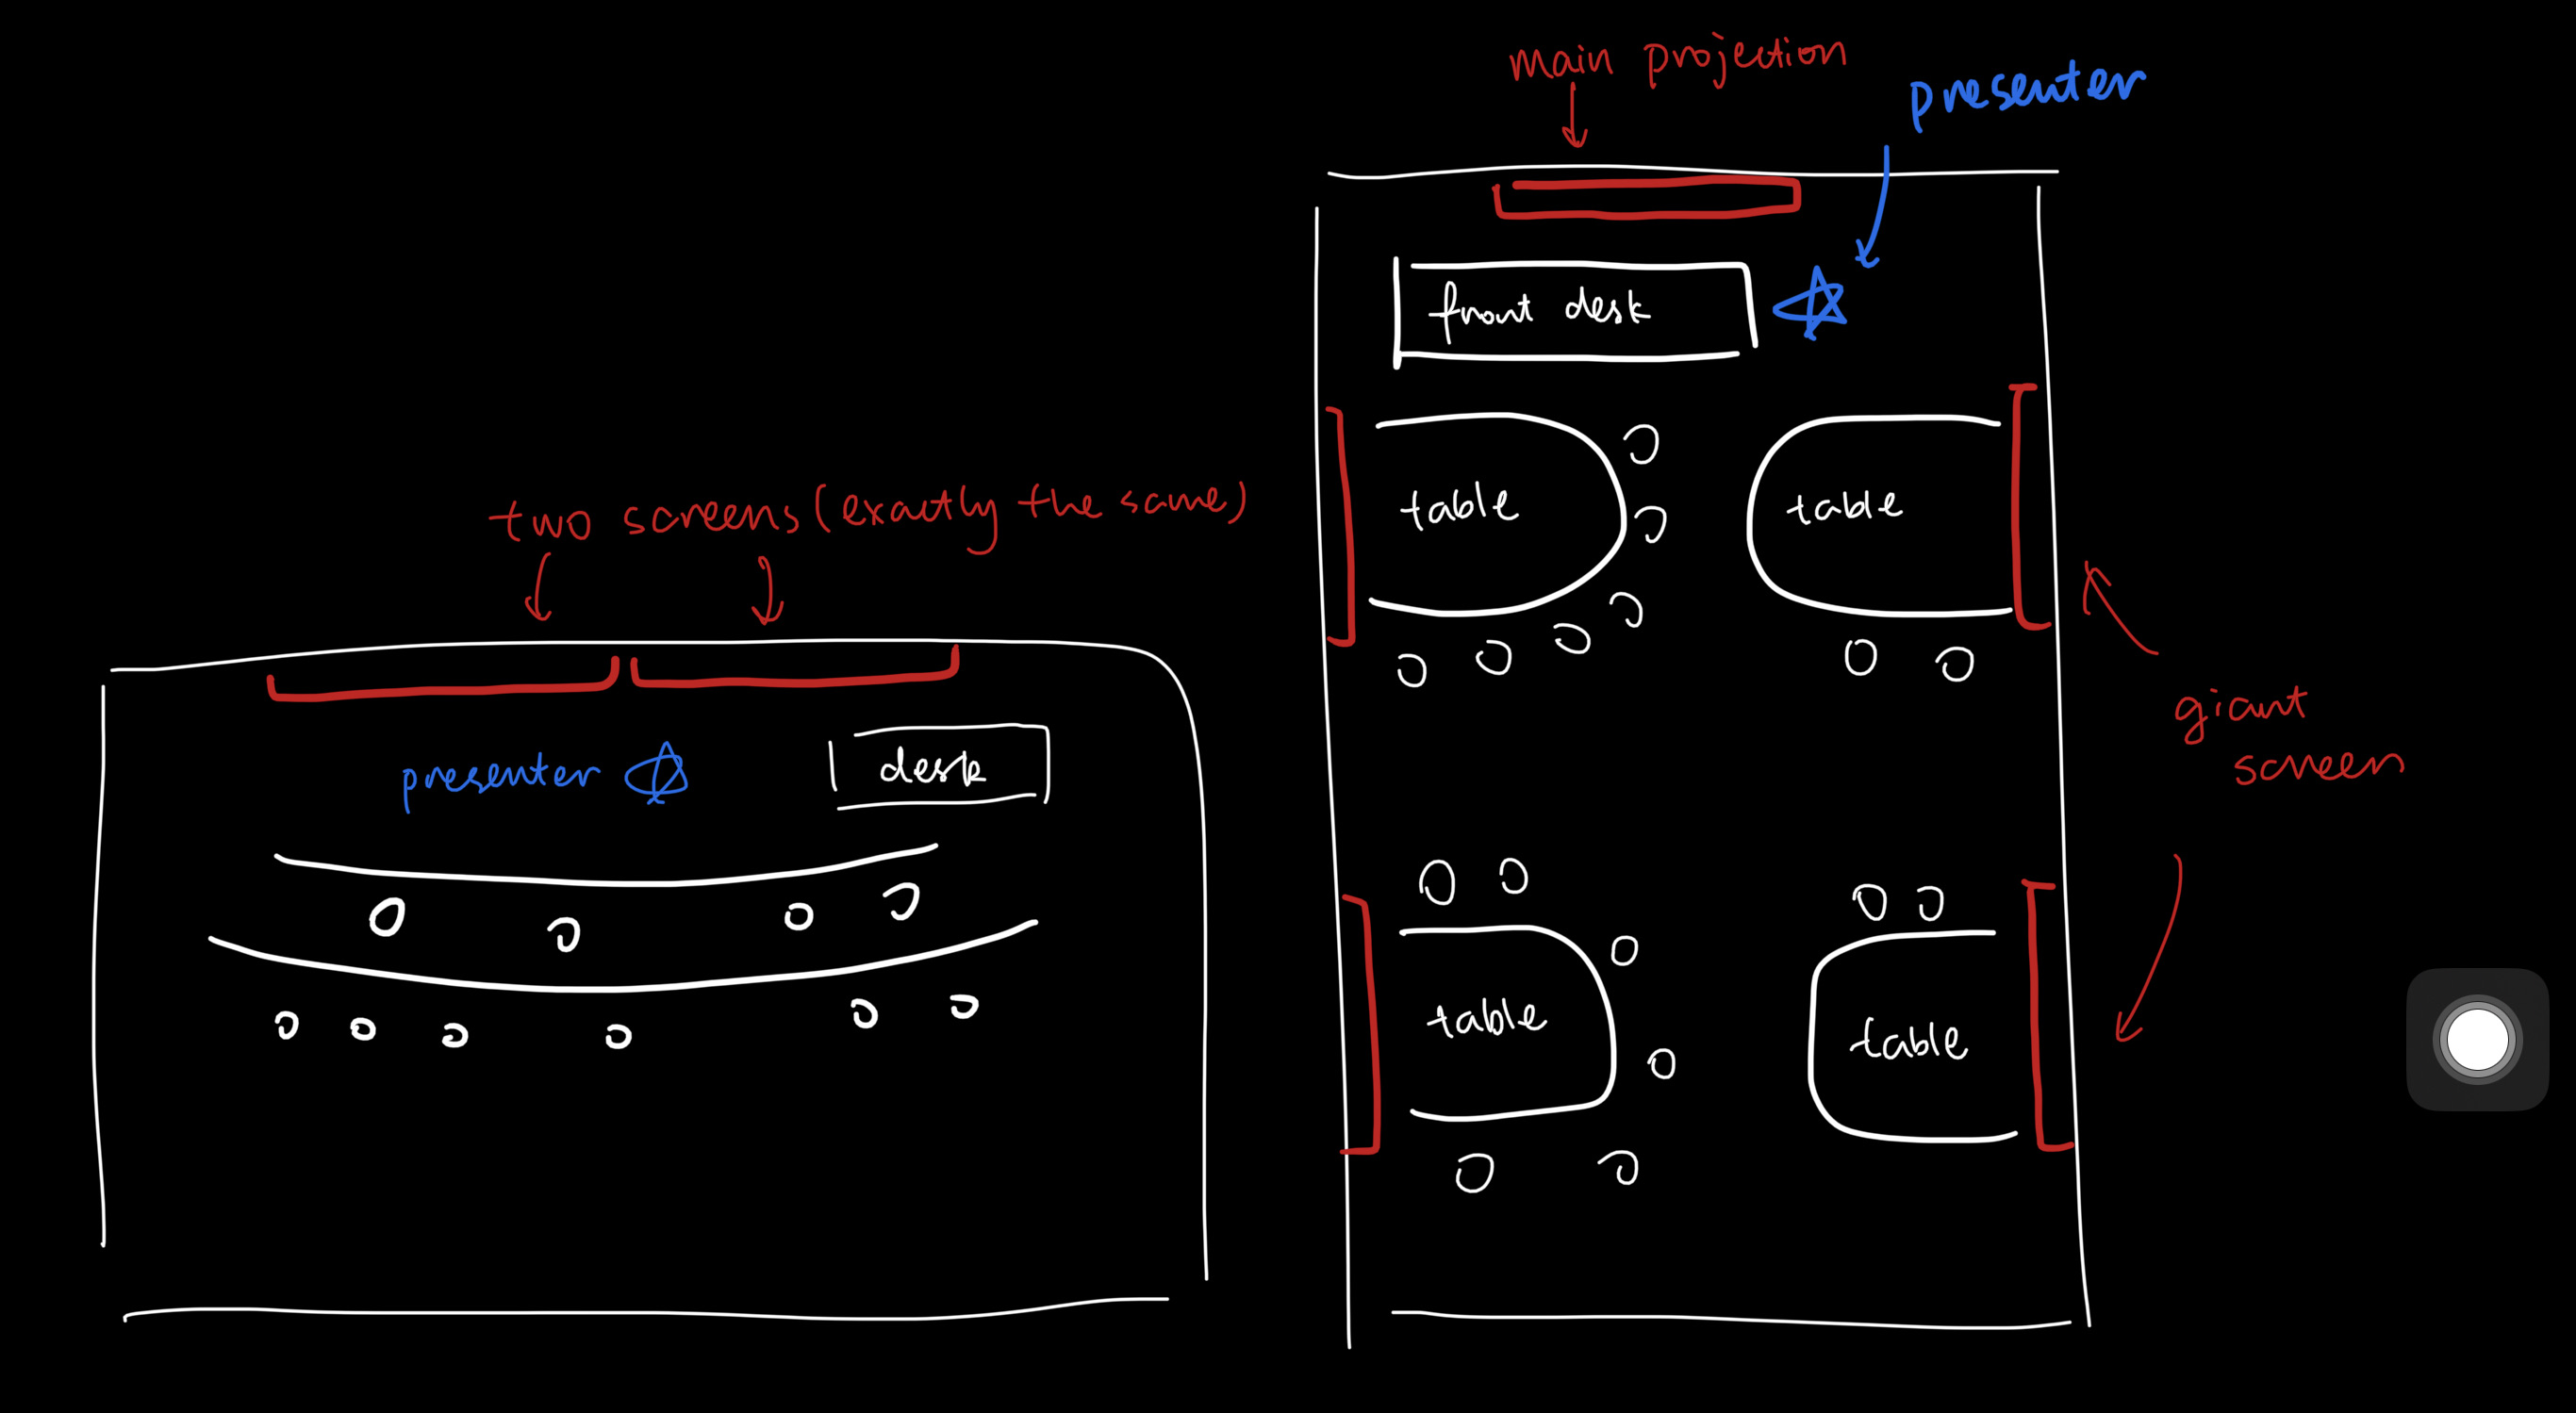 two screens (exactly the same)
presenter
desk
main projection
presenter
front desk
table
table
giant
screen
table
table